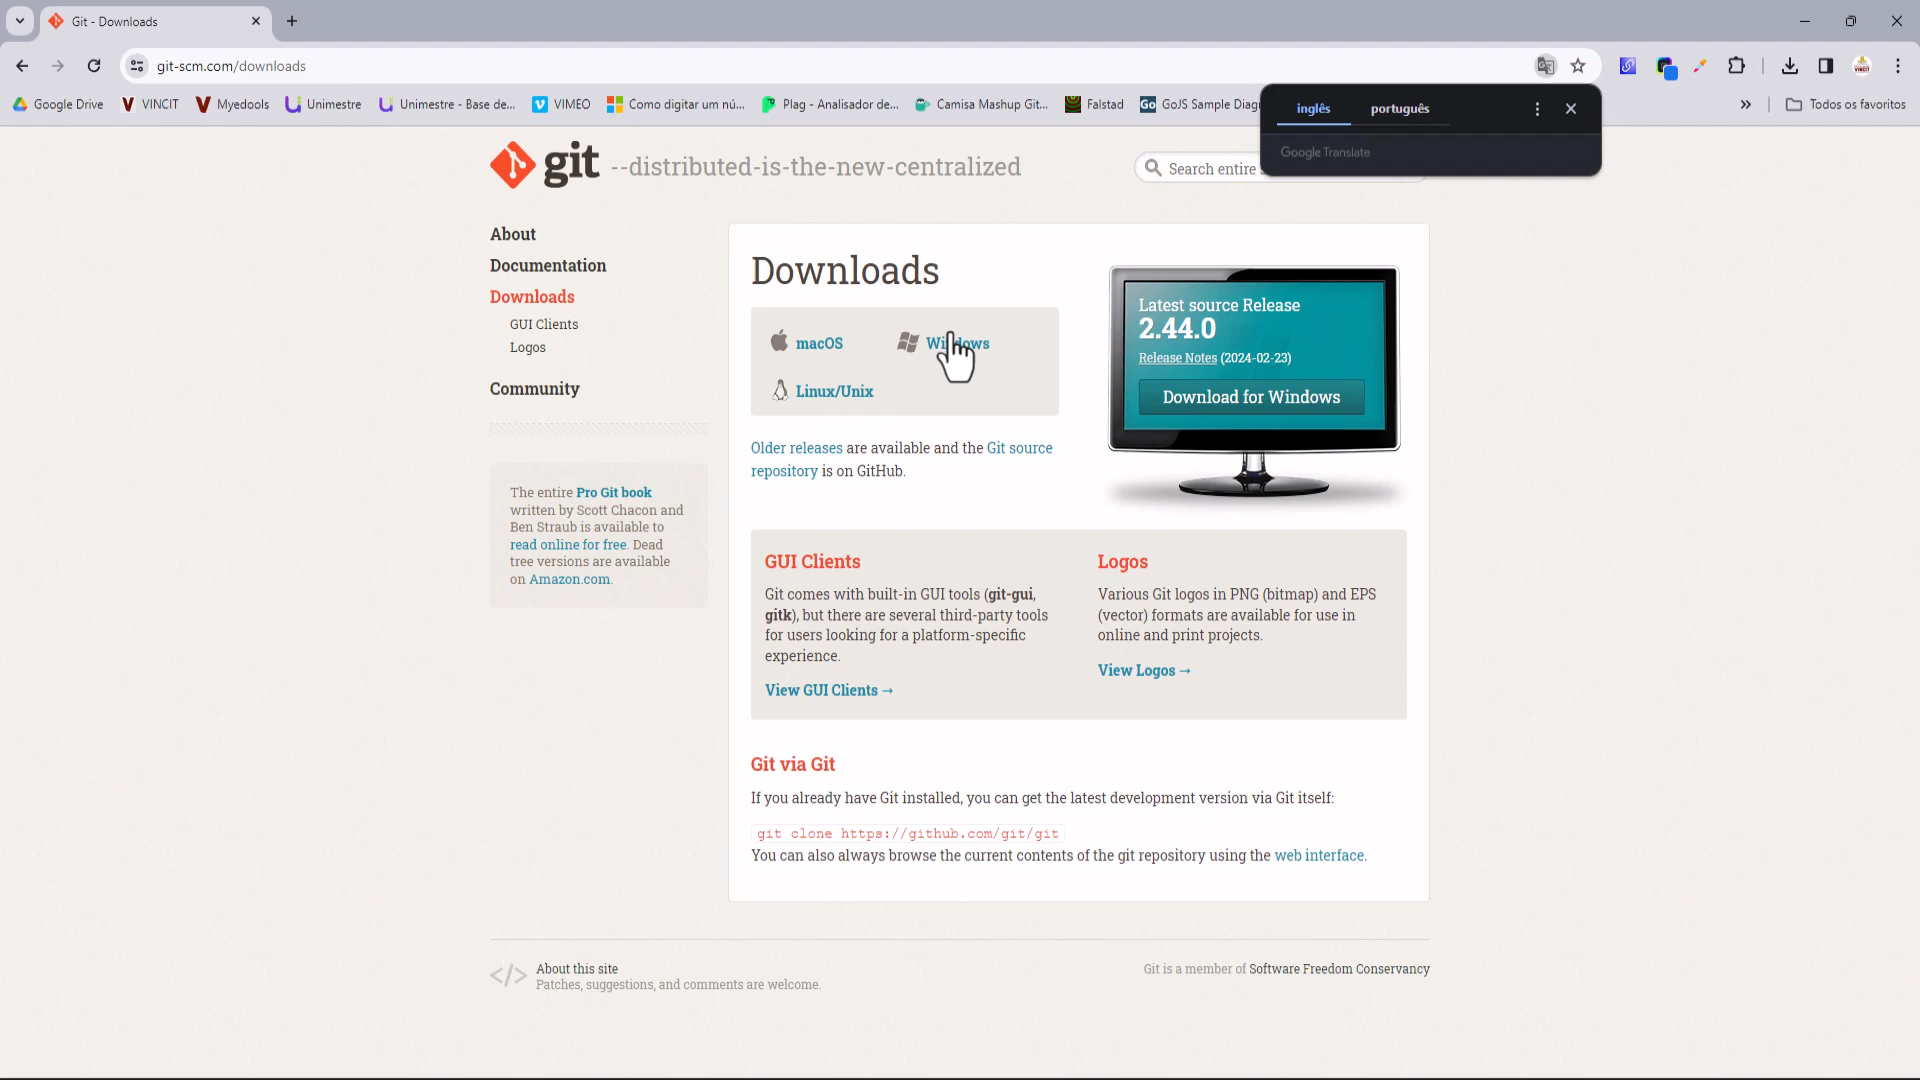 Git - Downloads
git-scm.com/downloads
Google Drive
VINCIT
Myedools
Unimestre
Unimestre - Base de...
VIMEO
Como digitar um nú...
Plag - Analisador de...
Camisa Mashup Git...
Falstad
GoJS Sample Diag
Todos os favoritos
inglês
português
Google Translate
git --distributed-is-the-new-centralized
Search entire
About
Documentation
Downloads
GUI Clients
Logos
Community
The entire Pro Git book
written by Scott Chacon and
Ben Straub is available to
read online for free. Dead
tree versions are available
on Amazon.com.
Downloads
macOS
Windows
Linux/Unix
Older releases are available and the Git source
repository is on GitHub.
Latest source Release
2.44.0
Release Notes (2024-02-23)
Download for Windows
GUI Clients
Git comes with built-in GUI tools (git-gui,
gitk), but there are several third-party tools
for users looking for a platform-specific
experience.
View GUI Clients →
Logos
Various Git logos in PNG (bitmap) and EPS
(vector) formats are available for use in
online and print projects.
View Logos →
Git via Git
If you already have Git installed, you can get the latest development version via Git itself:
git clone https://github.com/git/git
You can also always browse the current contents of the git repository using the web interface.
</> About this site
Patches, suggestions, and comments are welcome.
Git is a member of Software Freedom Conservancy